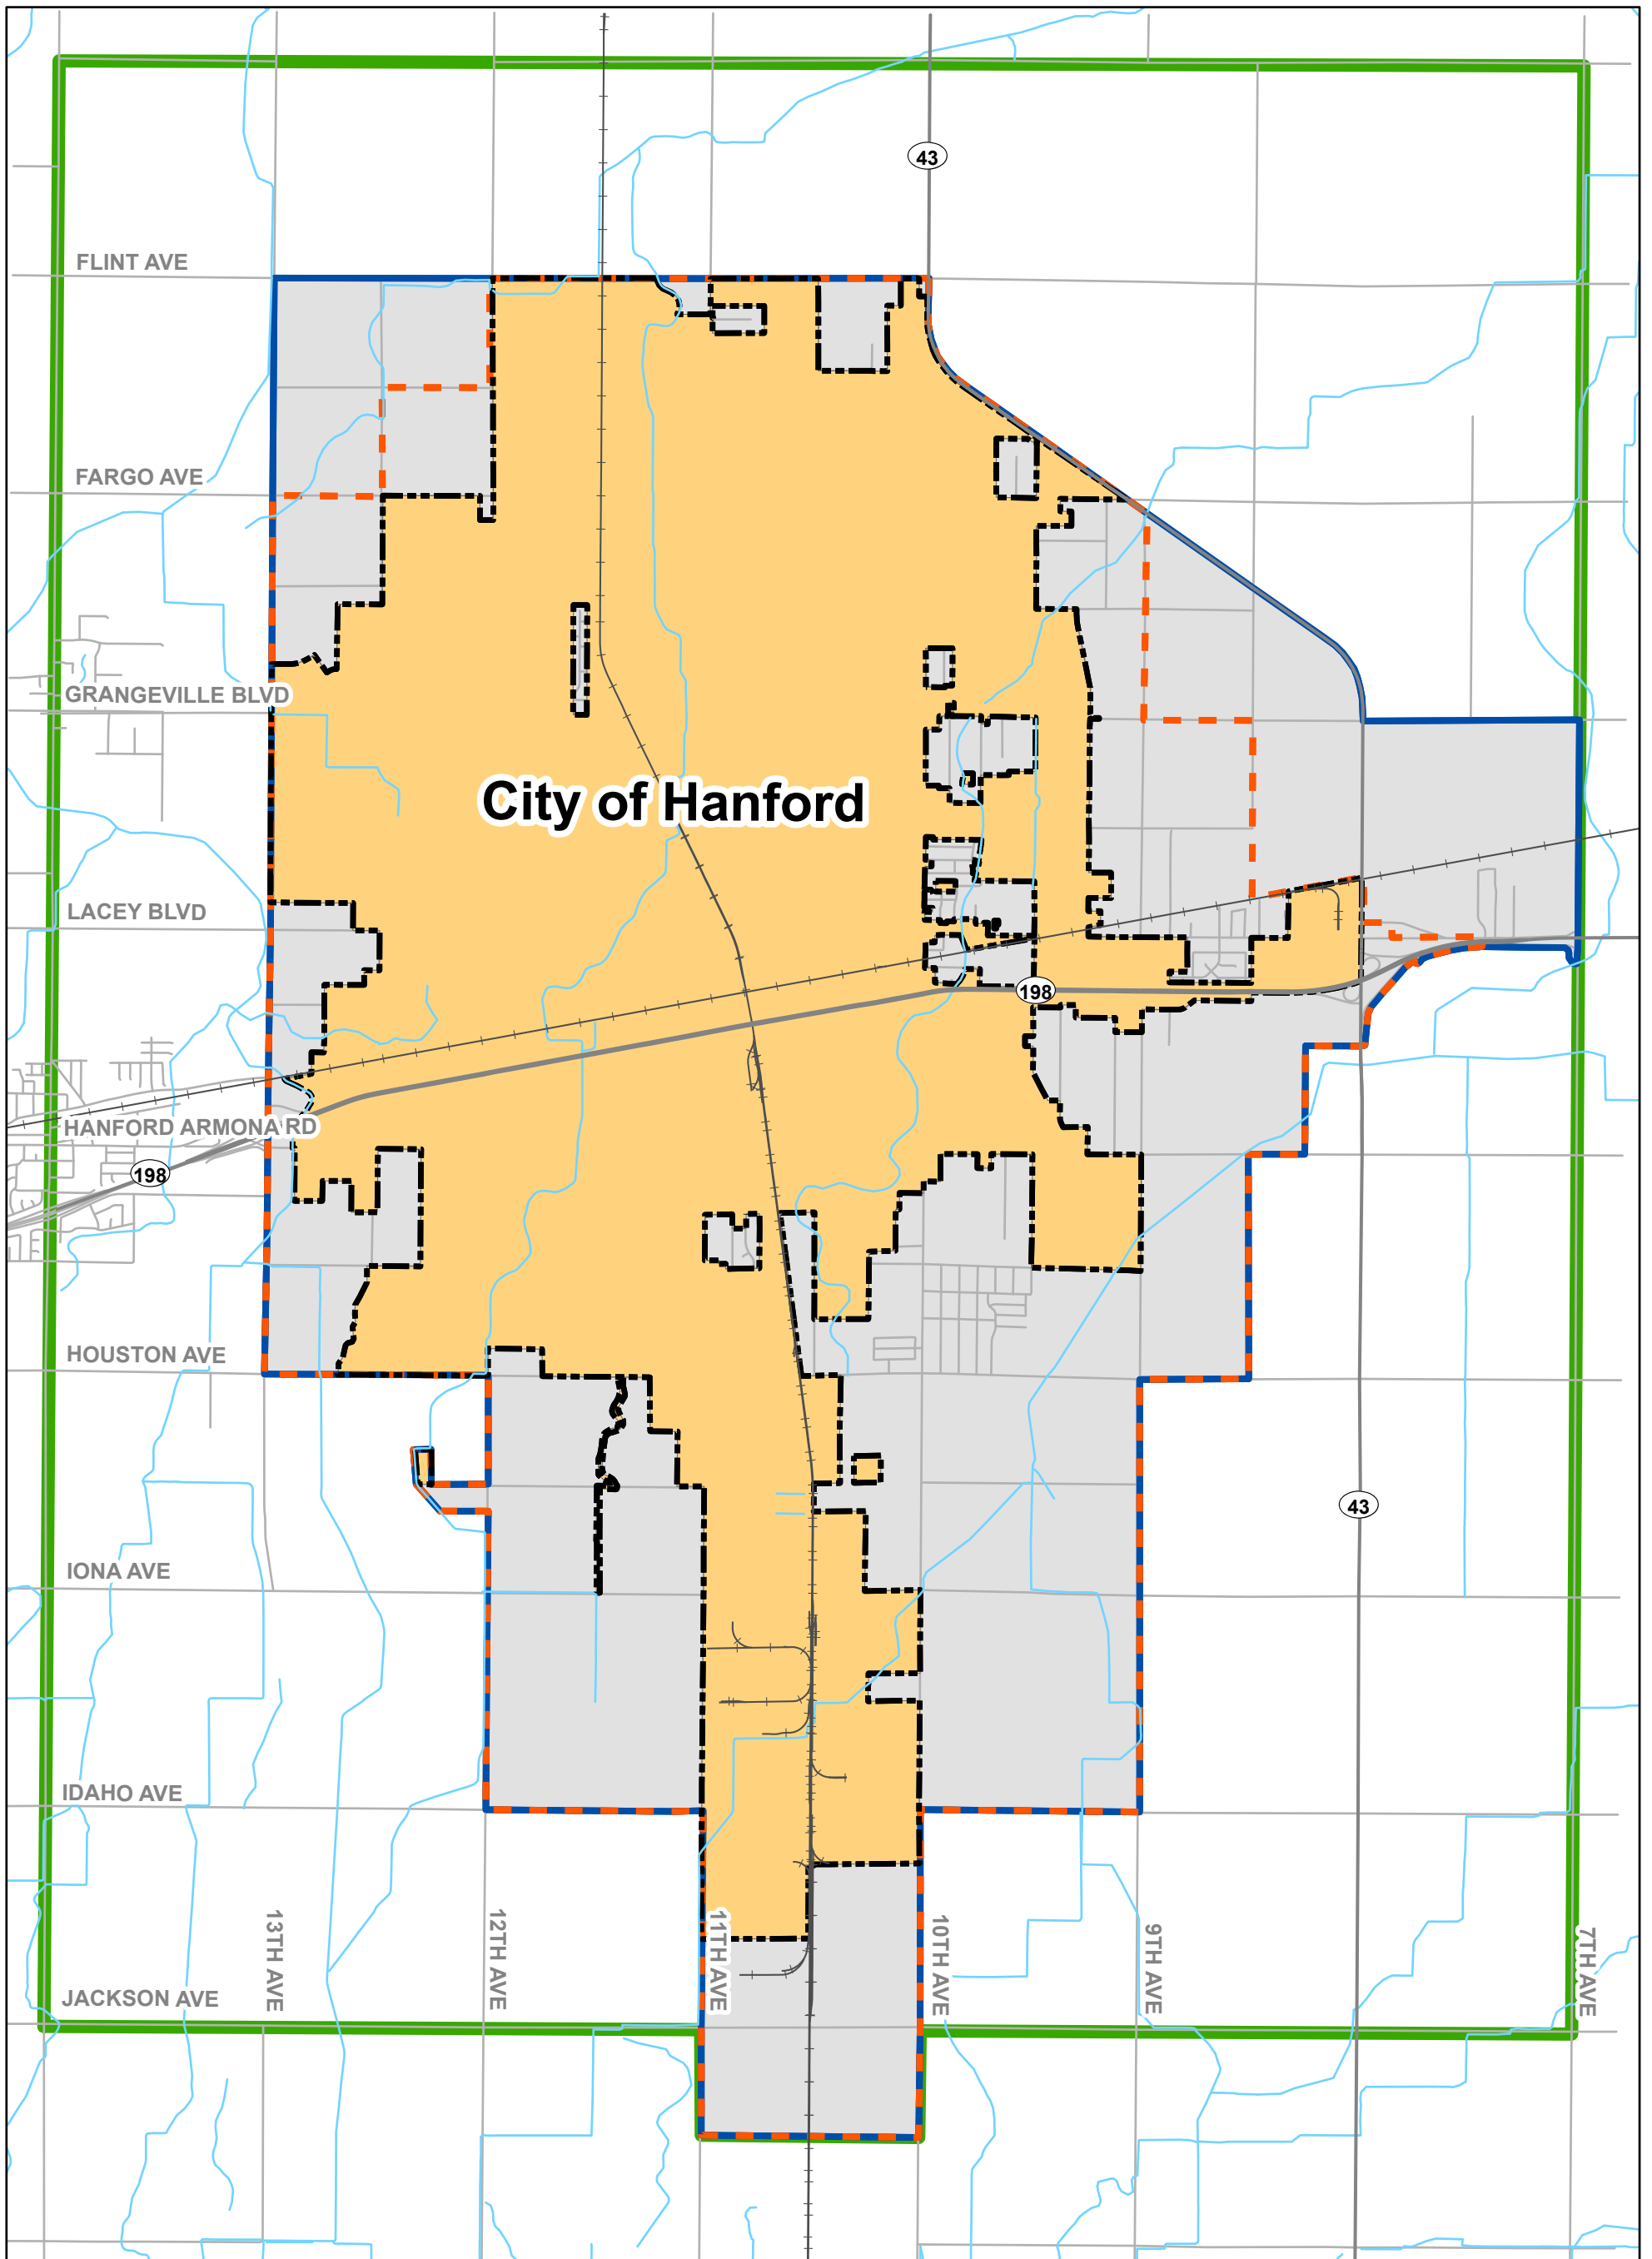 43
FLINT AVE
FARGO AVE
GRANGEVILLE BLVD
City of Hanford
LACEY BLVD
198
HANFORD ARMONA RD
198
HOUSTON AVE
43
IONA AVE
IDAHO AVE
13TH AVE
12TH AVE
11TH AVE
10TH AVE
9TH AVE
7TH AVE
JACKSON AVE